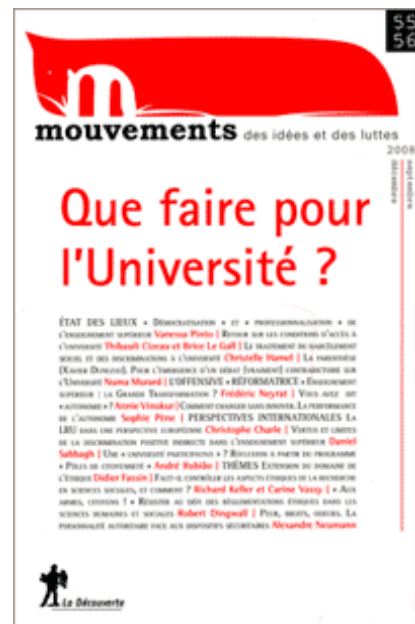 55
56
mouvements des idées et des luttes
2008
septembre
décembre
Que faire pour
l'Université ?
ÉTAT DES LIEUX « Démocratisation » et « professionnalisation » de
l'enseignement supérieur Vanessa Pinto | Retour sur les conditions d'accès à
l'université Thibault Cizeau et Brice Le Gall | Le traitement du harcèlement
sexuel et des discriminations à l'université Christelle Hamel | La parenthèse
(Xavier Dunezat). Pour l'émergence d'un débat [vraiment] contradictoire sur
l'Université Numa Murard | L'OFFENSIVE « RÉFORMATRICE » Enseignement
supérieur : la Grande Transformation ? Frédéric Neyrat | Vous avez dit
« autonomie » ? Annie Vinokur | Comment changer sans innover. La performance
de l'autonomie Sophie Pène | PERSPECTIVES INTERNATIONALES La
LRU dans une perspective européenne Christophe Charle | Vertus et limites
de la discrimination positive indirecte dans l'enseignement supérieur Daniel
Sabbagh | Une « université participative » ? Réflexion à partir du programme
« Pôles de citoyenneté » André Rubião | THÈMES Extension du domaine de
l'éthique Didier Fassin | Faut-il contrôler les aspects éthiques de la recherche
en sciences sociales, et comment ? Richard Keller et Carine Vassy | « Aux
armes, citoyens ! » Résister au défi des réglementations éthiques dans les
sciences humaines et sociales Robert Dingwall | Peur, bruits, odeurs. La
personnalité autoritaire face aux dispositifs sécuritaires Alexandre Neumann
La Découverte